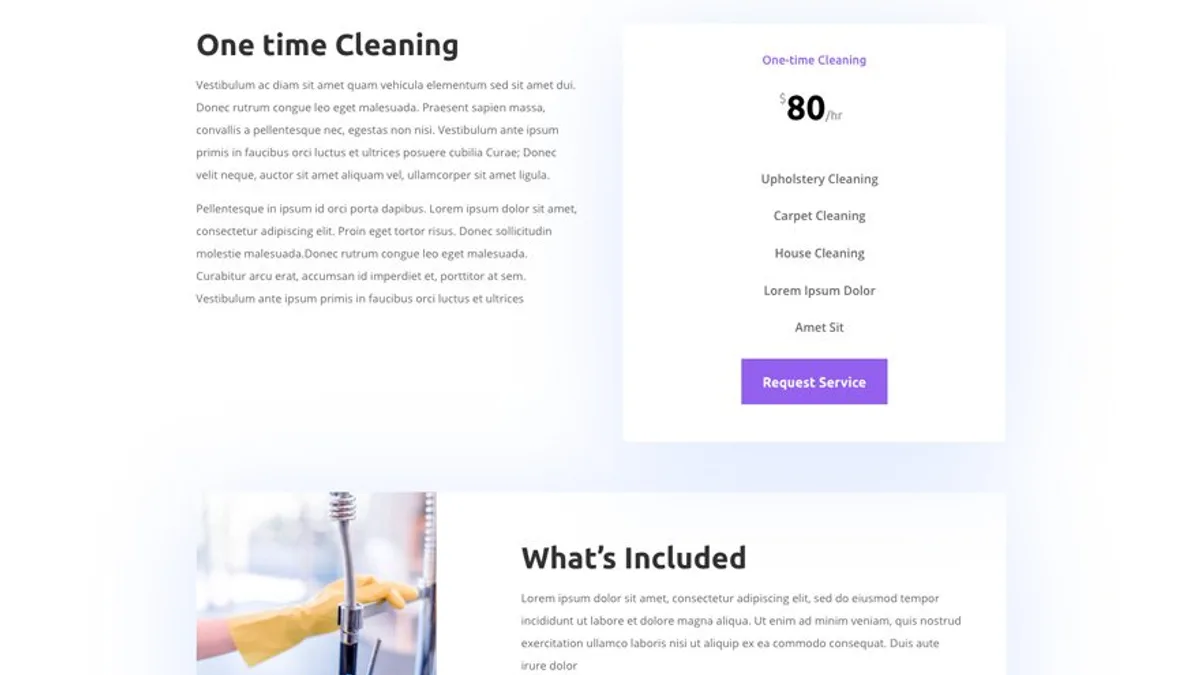 One time Cleaning
Vestibulum ac diam sit amet quam vehicula elementum sed sit amet dui.
Donec rutrum congue leo eget malesuada. Praesent sapien massa,
convallis a pellentesque nec, egestas non nisi. Vestibulum ante ipsum
primis in faucibus orci luctus et ultrices posuere cubilia Curae; Donec
velit neque, auctor sit amet aliquam vel, ullamcorper sit amet ligula.
Pellentesque in ipsum id orci porta dapibus. Lorem ipsum dolor sit amet,
consectetur adipiscing elit. Proin eget tortor risus. Donec sollicitudin
molestie malesuada.Donec rutrum congue leo eget malesuada.
Curabitur arcu erat, accumsan id imperdiet et, porttitor at sem.
Vestibulum ante ipsum primis in faucibus orci luctus et ultrices
One-time Cleaning
$80/hr
Upholstery Cleaning
Carpet Cleaning
House Cleaning
Lorem Ipsum Dolor
Amet Sit
Request Service
What’s Included
Lorem ipsum dolor sit amet, consectetur adipiscing elit, sed do eiusmod tempor
incididunt ut labore et dolore magna aliqua. Ut enim ad minim veniam, quis nostrud
exercitation ullamco laboris nisi ut aliquip ex ea commodo consequat. Duis aute
irure dolor